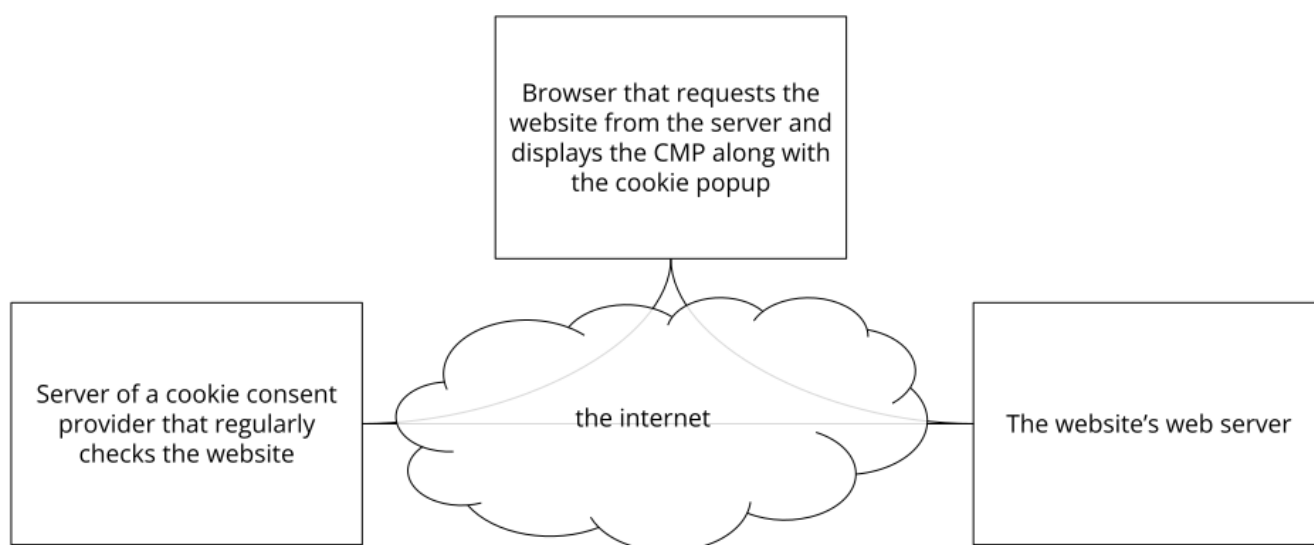 Browser that requests the
website from the server and
displays the CMP along with
the cookie popup
Server of a cookie consent
provider that regularly
checks the website
the internet
The website’s web server